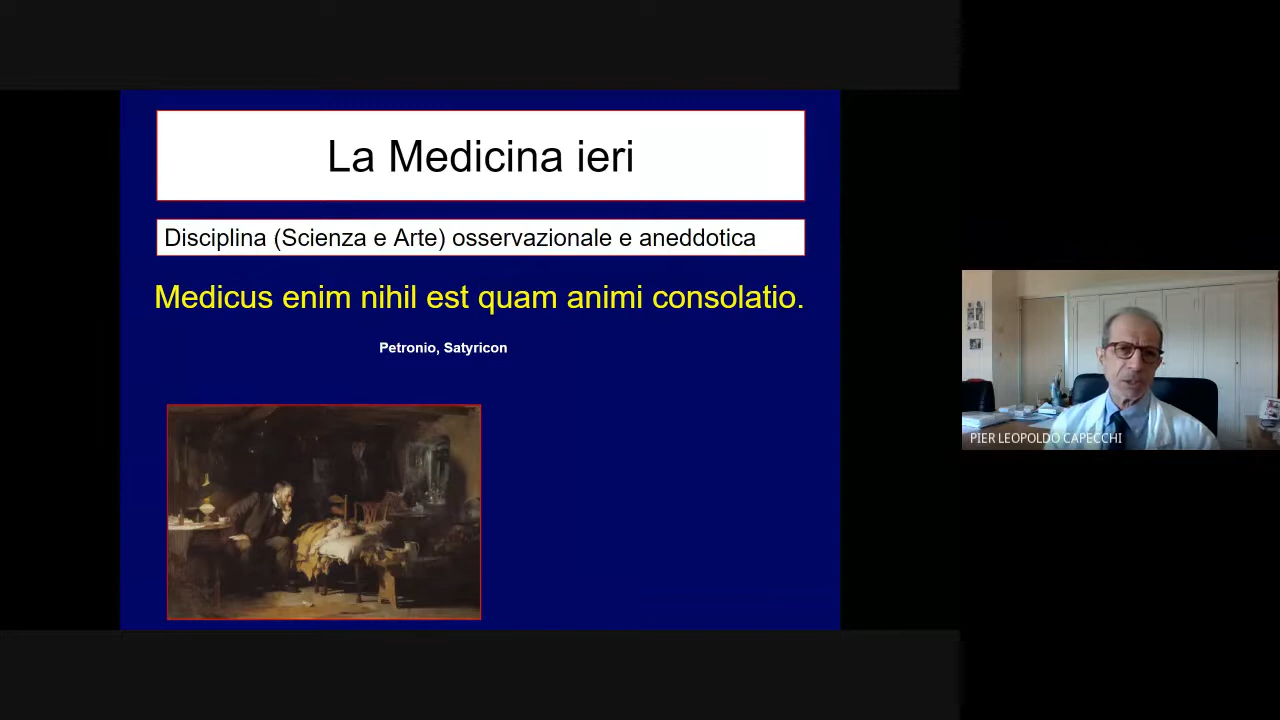 La Medicina ieri
Disciplina (Scienza e Arte) osservazionale e aneddotica
Medicus enim nihil est quam animi consolatio.
Petronio, Satyricon
PIER LEOPOLDO CAPECCHI